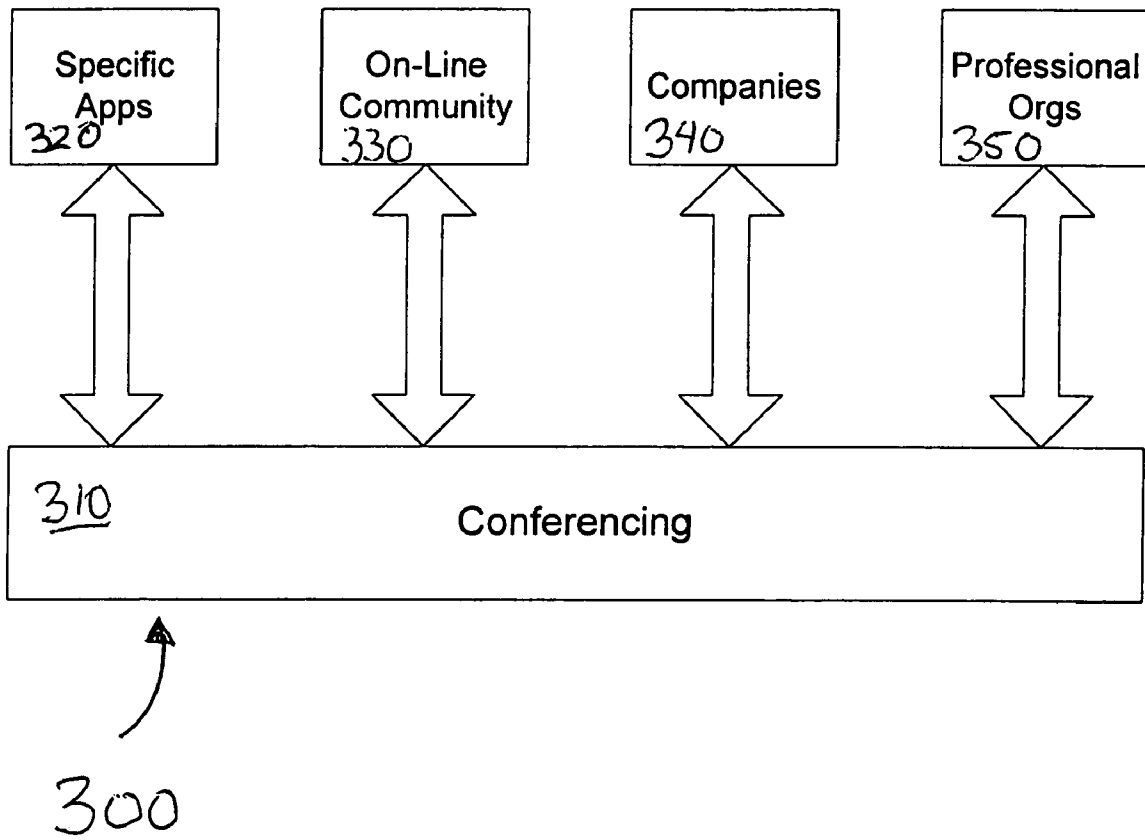 Specific
Apps
320
On-Line
Community
330
Companies
340
Professional
Orgs
350
310
Conferencing
300